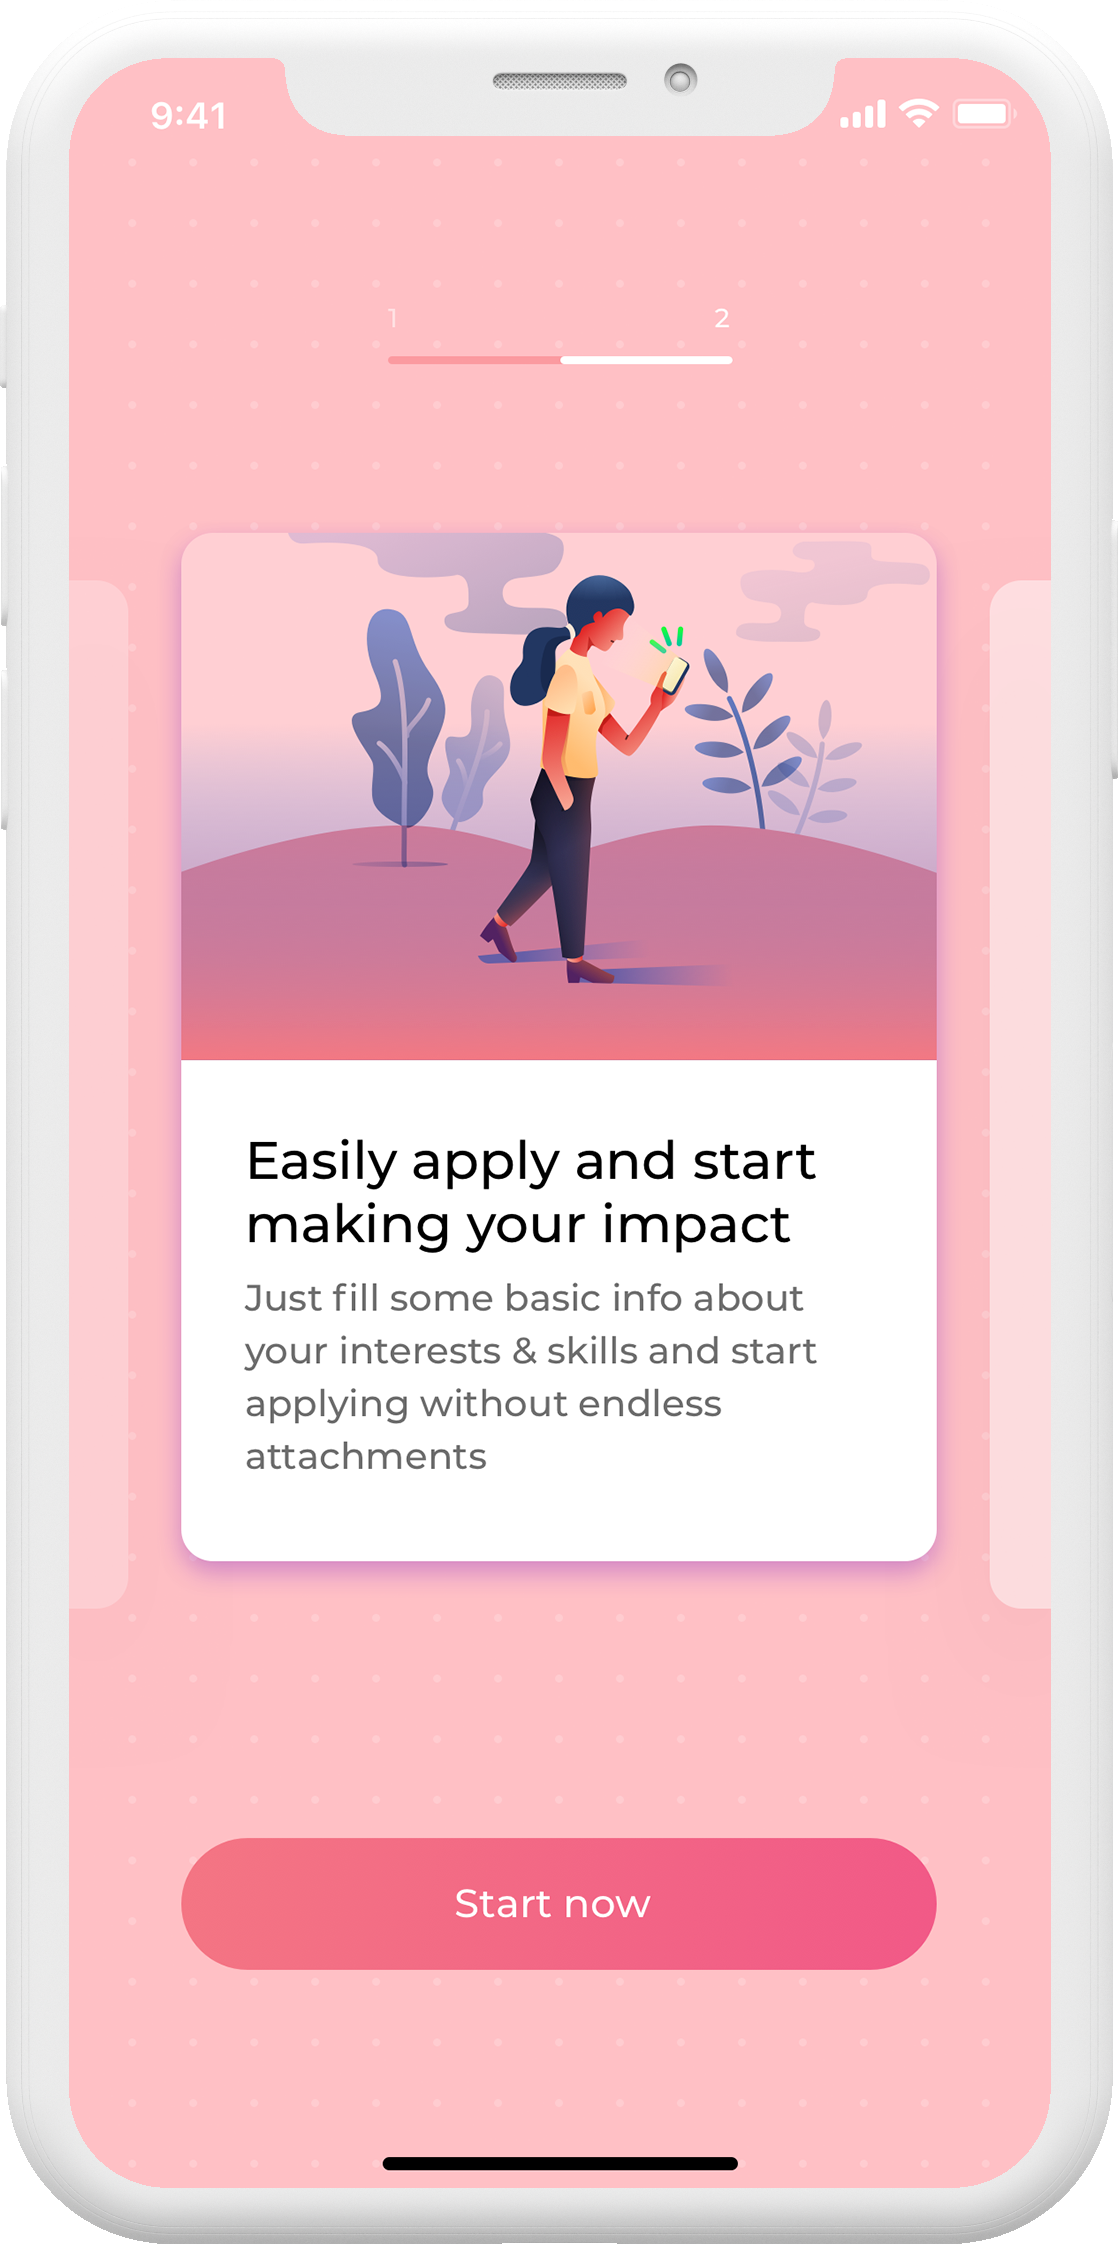 9:41
1 2
Easily apply and start
making your impact
Just fill some basic info about
your interests & skills and start
applying without endless
attachments
Start now